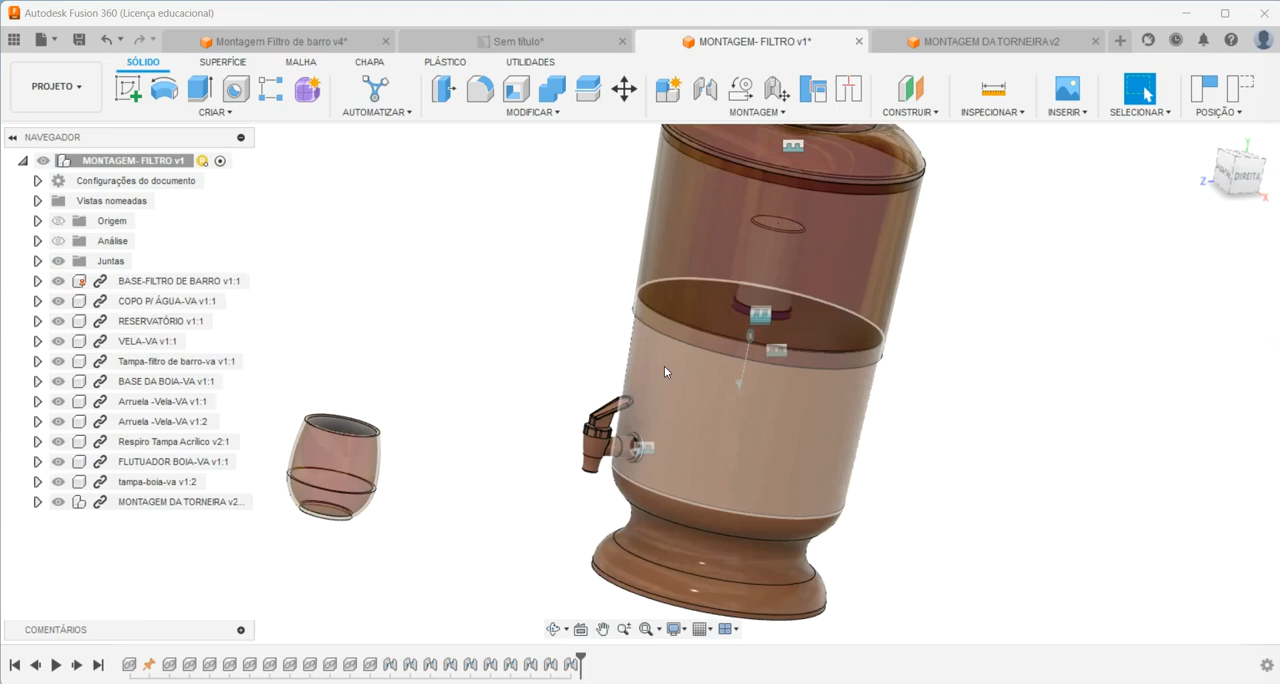 Autodesk Fusion 360 (Licença educacional)
Montagem Filtro de barro v4*
Sem título*
MONTAGEM- FILTRO v1*
MONTAGEM DA TORNEIRA v2
SÓLIDO SUPERFÍCIE MALHA CHAPA PLÁSTICO UTILIDADES
PROJETO
CRIAR AUTOMATIZAR MODIFICAR MONTAGEM CONSTRUIR INSPECIONAR INSERIR SELECIONAR POSIÇÃO
NAVEGADOR
MONTAGEM- FILTRO v1
Configurações do documento
Vistas nomeadas
Origem
Análise
Juntas
BASE-FILTRO DE BARRO v1:1
COPO P/ ÁGUA-VA v1:1
RESERVATÓRIO v1:1
VELA-VA v1:1
Tampa-filtro de barro-va v1:1
BASE DA BOIA-VA v1:1
Arruela -Vela-VA v1:1
Arruela -Vela-VA v1:2
Respiro Tampa Acrílico v2:1
FLUTUADOR BOIA-VA v1:1
tampa-boia-va v1:2
MONTAGEM DA TORNEIRA v2...
Y
Z
X
DIREITA
COMENTÁRIOS